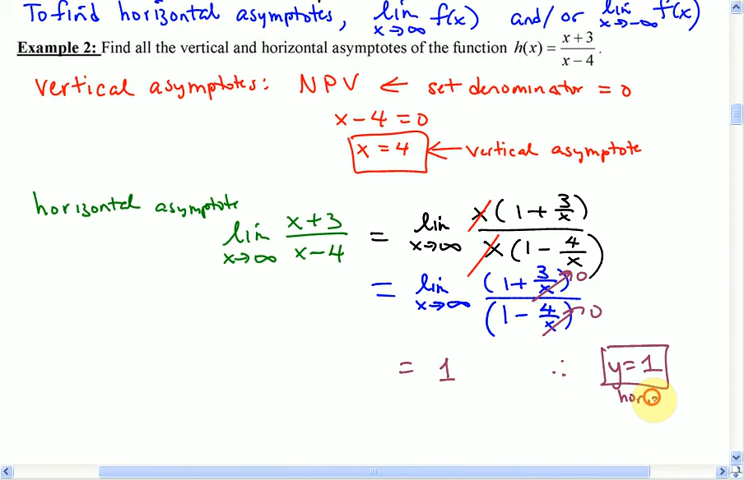 To find horizontal asymptotes, lim x→∞ f(x) and/or lim x→-∞ f(x)
Example 2: Find all the vertical and horizontal asymptotes of the function h(x) = (x + 3)/(x − 4).
vertical asymptotes: NPV ← set denominator = 0
x − 4 = 0
x = 4 ← vertical asymptote
horizontal asymptote
lim x→∞ (x+3)/(x−4) = lim x→∞ x(1 + 3/x)/x(1 − 4/x)
= lim x→∞ (1 + 3/x)/(1 − 4/x) →0 →0
= 1 ∴ y = 1